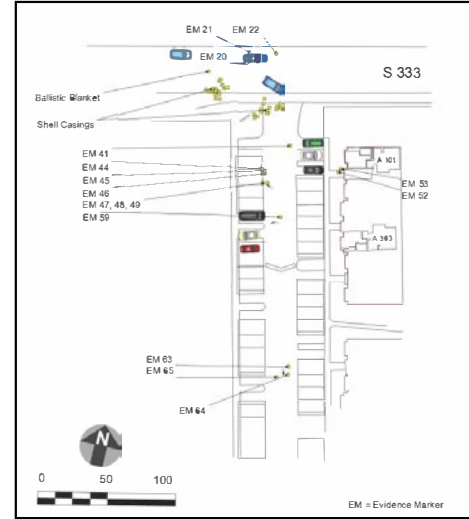 EM 21
EM 22
EM 20
S 333
Ballistic Blanket
Shell Casings
EM 41
A 101
EM 44
EM 45
EM 46
EM 53
EM 47, 48, 49
EM 52
EM 59
A 303
EM 63
EM 65
EM 64
N
0 50 100
EM = Evidence Marker